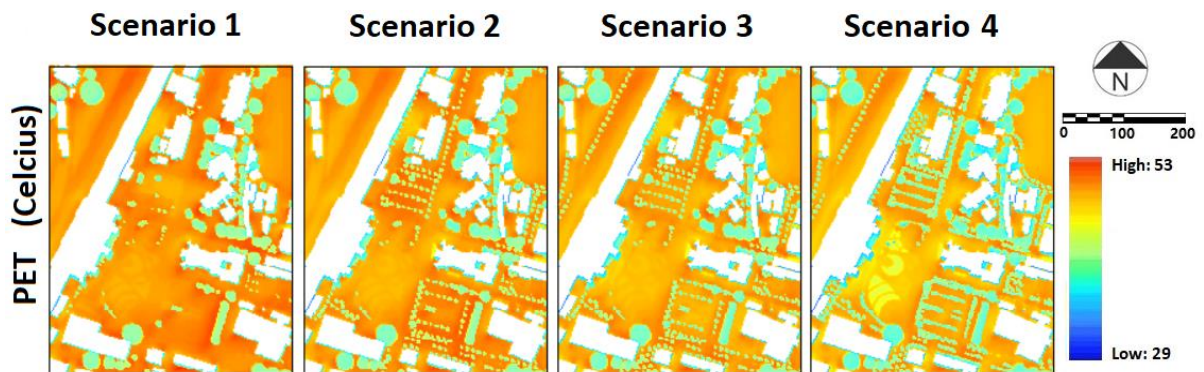 Scenario 1 Scenario 2 Scenario 3 Scenario 4
PET (Celcius)
N
0 100 200
High: 53
Low: 29